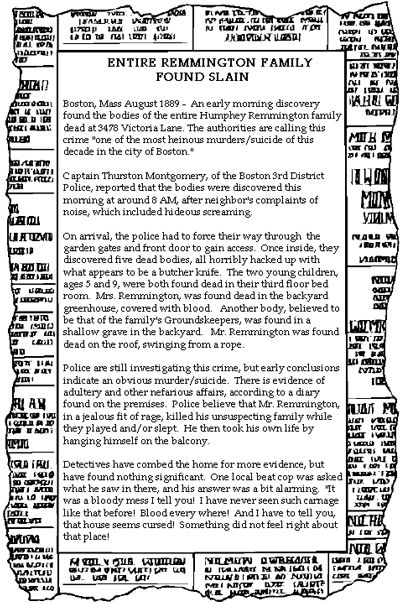 ENTIRE REMMINGTON FAMILY
FOUND SLAIN
Boston, Mass August 1889 - An early morning discovery
found the bodies of the entire Humphey Remmington family
dead at 3478 Victoria Lane. The authorities are calling this
crime "one of the most heinous murders/suicide of this
decade in the city of Boston."
Captain Thurston Montgomery, of the Boston 3rd District
Police, reported that the bodies were discovered this
morning at around 8 AM, after neighbor's complaints of
noise, which included hideous screaming.
On arrival, the police had to force their way through the
garden gates and front door to gain access. Once inside, they
discovered five dead bodies, all horribly hacked up with
what appears to be a butcher knife. The two young children,
ages 5 and 9, were both found dead in their third floor bed
room. Mrs. Remmington, was found dead in the backyard
greenhouse, covered with blood. Another body, believed to
be that of the family's Groundskeepers, was found in a
shallow grave in the backyard. Mr. Remmington was found
dead on the roof, swinging from a rope.
Police are still investigating this crime, but early conclusions
indicate an obvious murder/suicide. There is evidence of
adultery and other nefarious affairs, according to a diary
found on the premises. Police believe that Mr. Remmington,
in a jealous fit of rage, killed his unsuspecting family while
they played and/or slept. He then took his own life by
hanging himself on the balcony.
Detectives have combed the home for more evidence, but
have found nothing significant. One local beat cop was asked
what he saw in there, and his answer was a bit alarming. "It
was a bloody mess I tell you! I have never seen such carnage
like that before! Blood every where! And I have to tell you,
that house seems cursed! Something did not feel right about
that place!